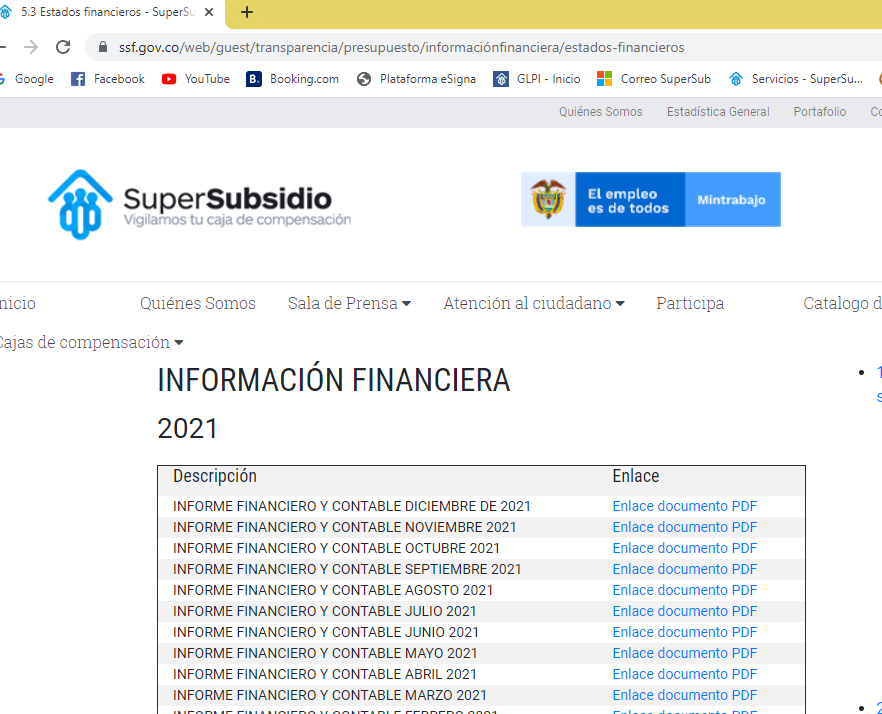 5.3 Estados financieros - SuperSu
ssf.gov.co/web/guest/transparencia/presupuesto/informaciónfinanciera/estados-financieros
Google Facebook YouTube B. Booking.com Plataforma eSigna GLPI - Inicio Correo SuperSub Servicios - SuperSu...
Quiénes Somos Estadística General Portafolio
SuperSubsidio
Vigilamos tu caja de compensación
El empleo
es de todos
Mintrabajo
nicio Quiénes Somos Sala de Prensa Atención al ciudadano Participa Catalogo d
Cajas de compensación
INFORMACIÓN FINANCIERA
2021
Descripción Enlace
INFORME FINANCIERO Y CONTABLE DICIEMBRE DE 2021 Enlace documento PDF
INFORME FINANCIERO Y CONTABLE NOVIEMBRE 2021 Enlace documento PDF
INFORME FINANCIERO Y CONTABLE OCTUBRE 2021 Enlace documento PDF
INFORME FINANCIERO Y CONTABLE SEPTIEMBRE 2021 Enlace documento PDF
INFORME FINANCIERO Y CONTABLE AGOSTO 2021 Enlace documento PDF
INFORME FINANCIERO Y CONTABLE JULIO 2021 Enlace documento PDF
INFORME FINANCIERO Y CONTABLE JUNIO 2021 Enlace documento PDF
INFORME FINANCIERO Y CONTABLE MAYO 2021 Enlace documento PDF
INFORME FINANCIERO Y CONTABLE ABRIL 2021 Enlace documento PDF
INFORME FINANCIERO Y CONTABLE MARZO 2021 Enlace documento PDF
INFORME FINANCIERO Y CONTABLE FEBRERO 2021 Enlace documento PDF